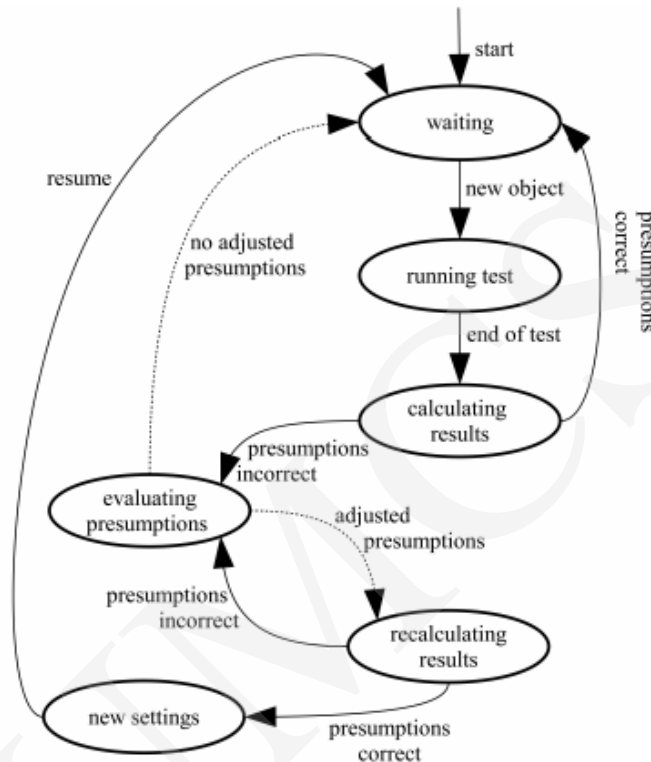 start
waiting
resume
new object
no adjusted
presumptions
presumptions
correct
running test
end of test
calculating
results
presumptions
incorrect
evaluating
presumptions
adjusted
presumptions
presumptions
incorrect
recalculating
results
new settings
presumptions
correct